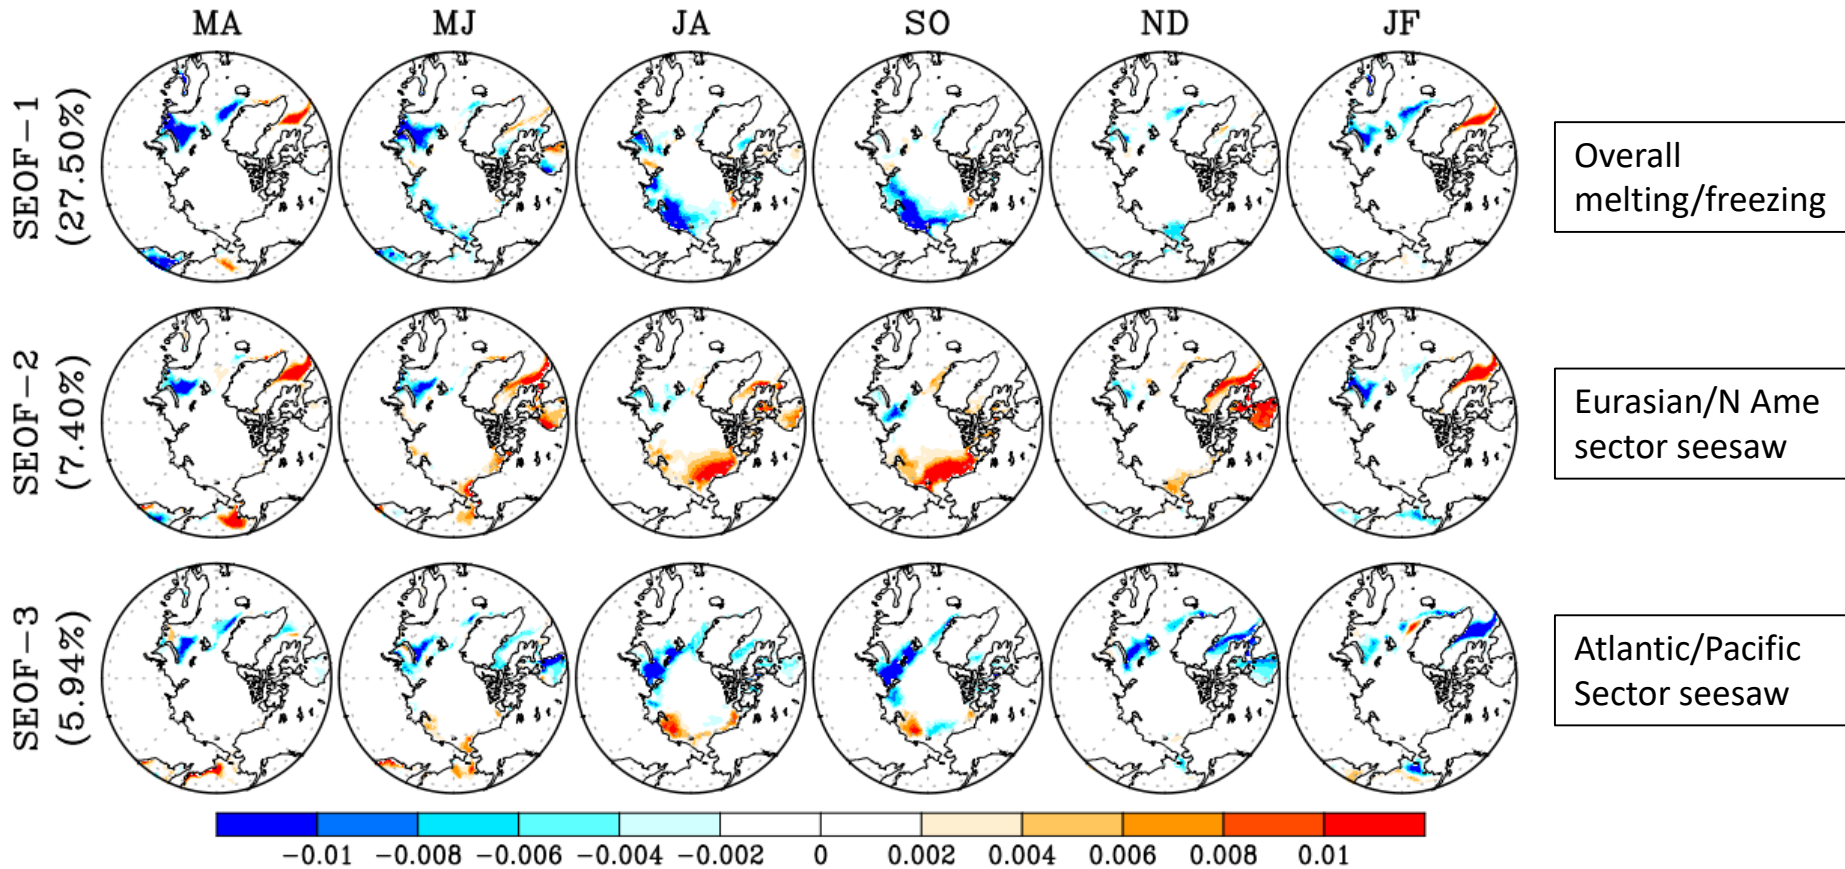 MA MJ JA SO ND JF
SEOF-1
(27.50%)
Overall
melting/freezing
SEOF-2
(7.40%)
Eurasian/N Ame
sector seesaw
SEOF-3
(5.94%)
Atlantic/Pacific
Sector seesaw
-0.01 -0.008 -0.006 -0.004 -0.002 0 0.002 0.004 0.006 0.008 0.01